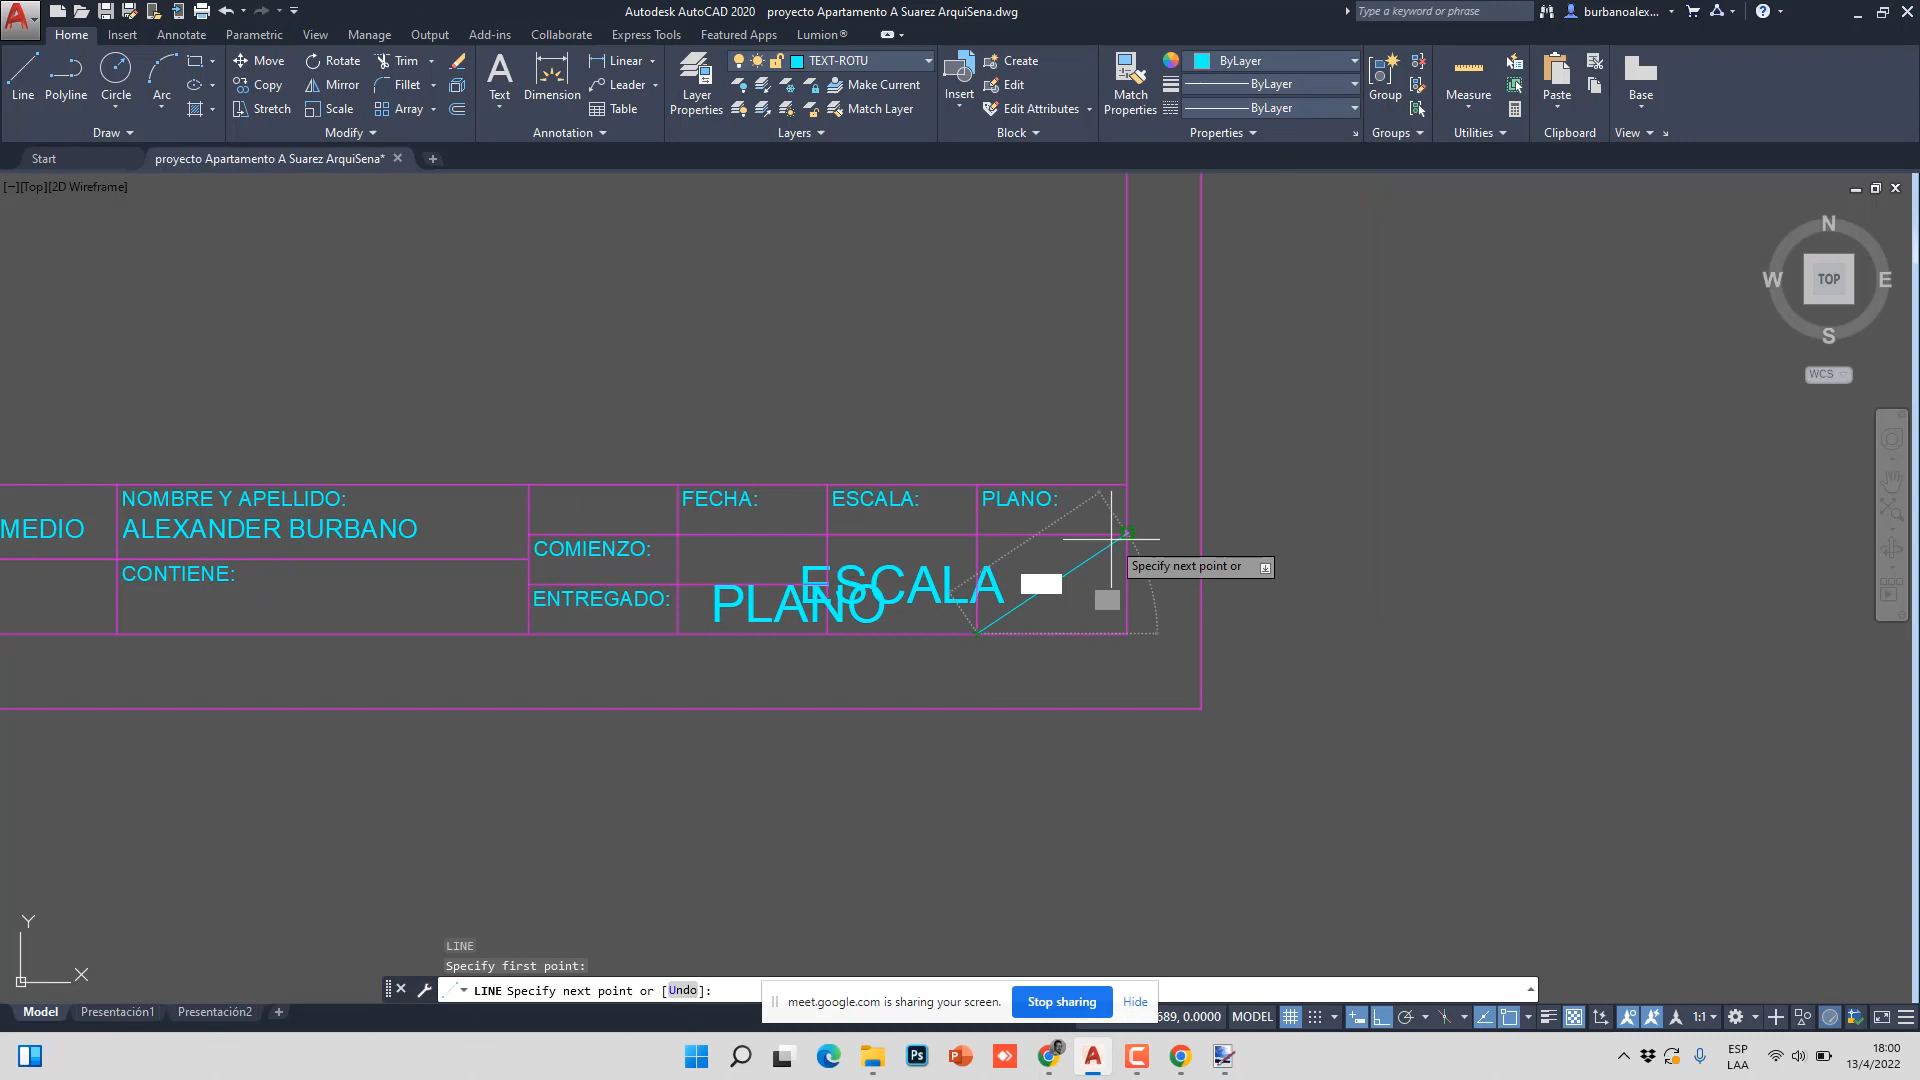 Autodesk AutoCAD 2020 proyecto Apartamento A Suarez ArquiSena.dwg
Type a keyword or phrase
burbanoalex...
Home Insert Annotate Parametric View Manage Output Add-ins Collaborate Express Tools Featured Apps Lumion®
Line Polyline Circle Arc
Move Rotate Trim
Copy Mirror Fillet
Stretch Scale Array
Text Dimension
Linear
Leader
Table
Layer Properties
TEXT-ROTU
Make Current
Match Layer
Insert
Create
Edit
Edit Attributes
Match Properties
ByLayer
ByLayer
ByLayer
Group
Measure
Paste
Base
Draw Modify Annotation Layers Block Properties Groups Utilities Clipboard View
Start proyecto Apartamento A Suarez ArquiSena*
[−][Top][2D Wireframe]
N
W TOP E
S
WCS
NOMBRE Y APELLIDO: FECHA: ESCALA: PLANO:
MEDIO ALEXANDER BURBANO
COMIENZO:
CONTIENE:
ESCALA
ENTREGADO:
PLANO
Specify next point or
Y
X
LINE
Specify first point:
LINE Specify next point or [Undo]:
meet.google.com is sharing your screen. Stop sharing Hide
Model Presentación1 Presentación2
689, 0.0000 MODEL 1:1
Ps
ESP
LAA
18:00
13/4/2022